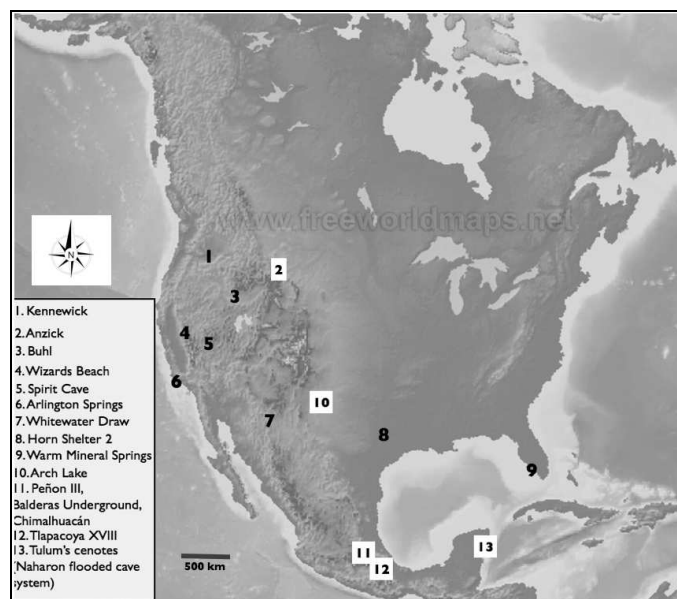 www.freeworldmaps.net
N
1
2
3
4
5
6
7
8
9
10
11
12
13
500 km
1. Kennewick
2.Anzick
3. Buhl
4.Wizards Beach
5.Spirit Cave
6.Arlington Springs
7.Whitewater Draw
8. Horn Shelter 2
9.Warm Mineral Springs
10.Arch Lake
11. Peñon III,
Balderas Underground,
Chimalhuacán
12.Tlapacoya XVIII
13.Tulum's cenotes
(Naharon flooded cave
system)